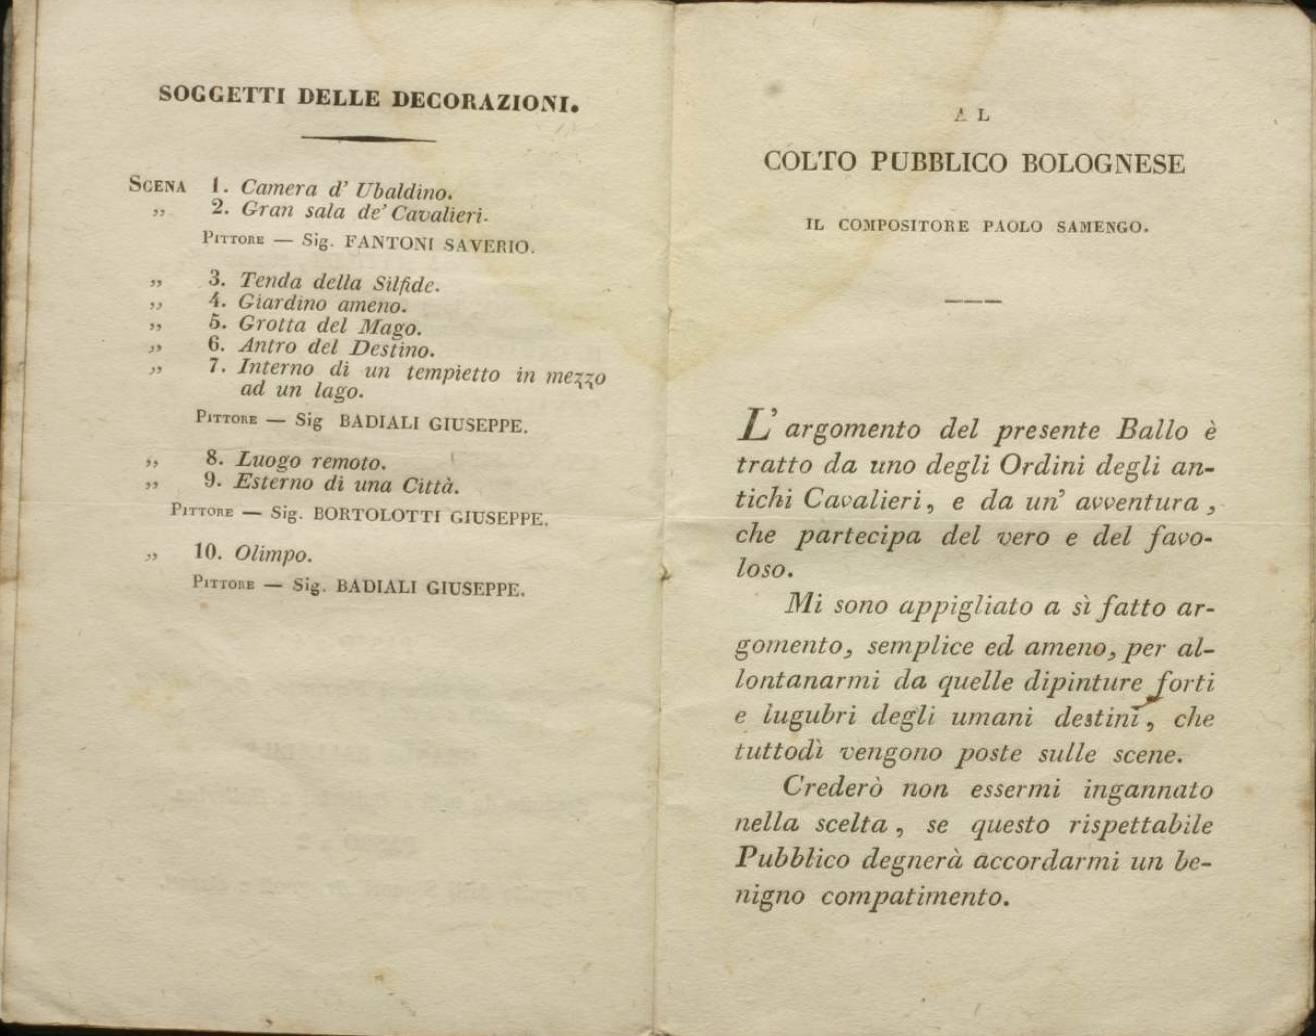 SOGGETTI DELLE DECORAZIONI.
SCENA 1. Camera d' Ubaldino.
„ 2. Gran sala de' Cavalieri.
PITTORE — Sig. FANTONI SAVERIO.
„ 3. Tenda della Silfide.
„ 4. Giardino ameno.
„ 5. Grotta del Mago.
„ 6. Antro del Destino.
„ 7. Interno di un tempietto in mezzo
ad un lago.
PITTORE — Sig BADIALI GIUSEPPE.
„ 8. Luogo remoto.
„ 9. Esterno di una Città.
PITTORE — Sig. BORTOLOTTI GIUSEPPE.
„ 10. Olimpo.
PITTORE — Sig. BADIALI GIUSEPPE.
AL
COLTO PUBBLICO BOLOGNESE
IL COMPOSITORE PAOLO SAMENGO.
L' argomento del presente Ballo è
tratto da uno degli Ordini degli an-
tichi Cavalieri, e da un' avventura,
che partecipa del vero e del favo-
loso.
Mi sono appigliato a sì fatto ar-
gomento, semplice ed ameno, per al-
lontanarmi da quelle dipinture forti
e lugubri degli umani destini, che
tuttodì vengono poste sulle scene.
Crederò non essermi ingannato
nella scelta, se questo rispettabile
Pubblico degnerà accordarmi un be-
nigno compatimento.